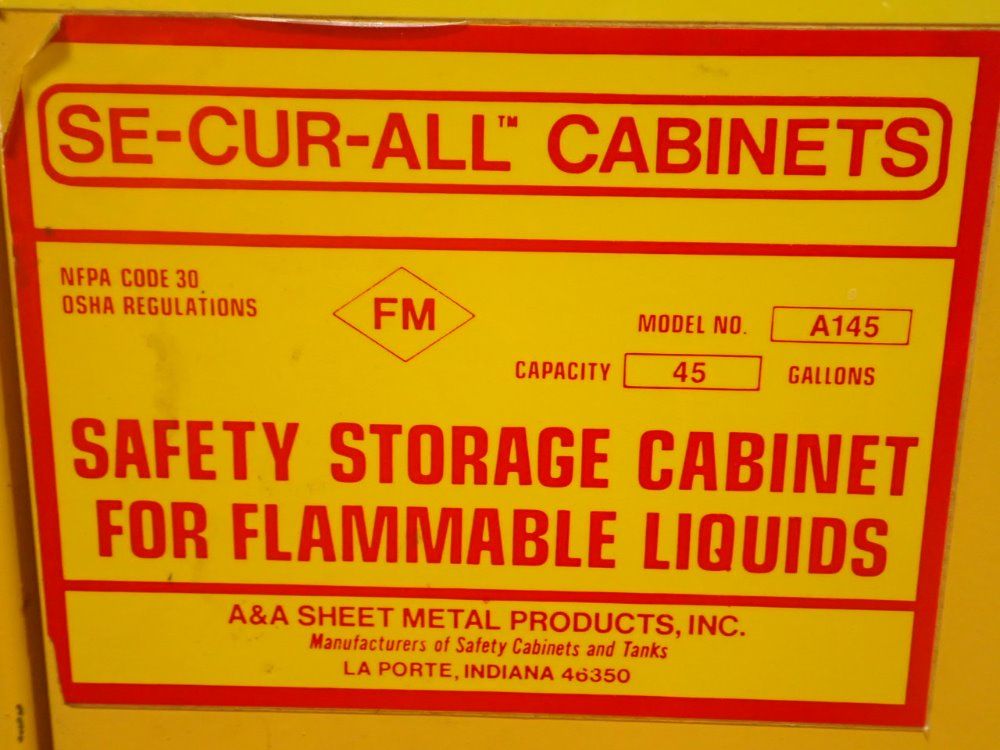 SE-CUR-ALL™ CABINETS
NFPA CODE 30
OSHA REGULATIONS
FM
MODEL NO. A145
CAPACITY 45 GALLONS
SAFETY STORAGE CABINET
FOR FLAMMABLE LIQUIDS
A&A SHEET METAL PRODUCTS, INC.
Manufacturers of Safety Cabinets and Tanks
LA PORTE, INDIANA 46350